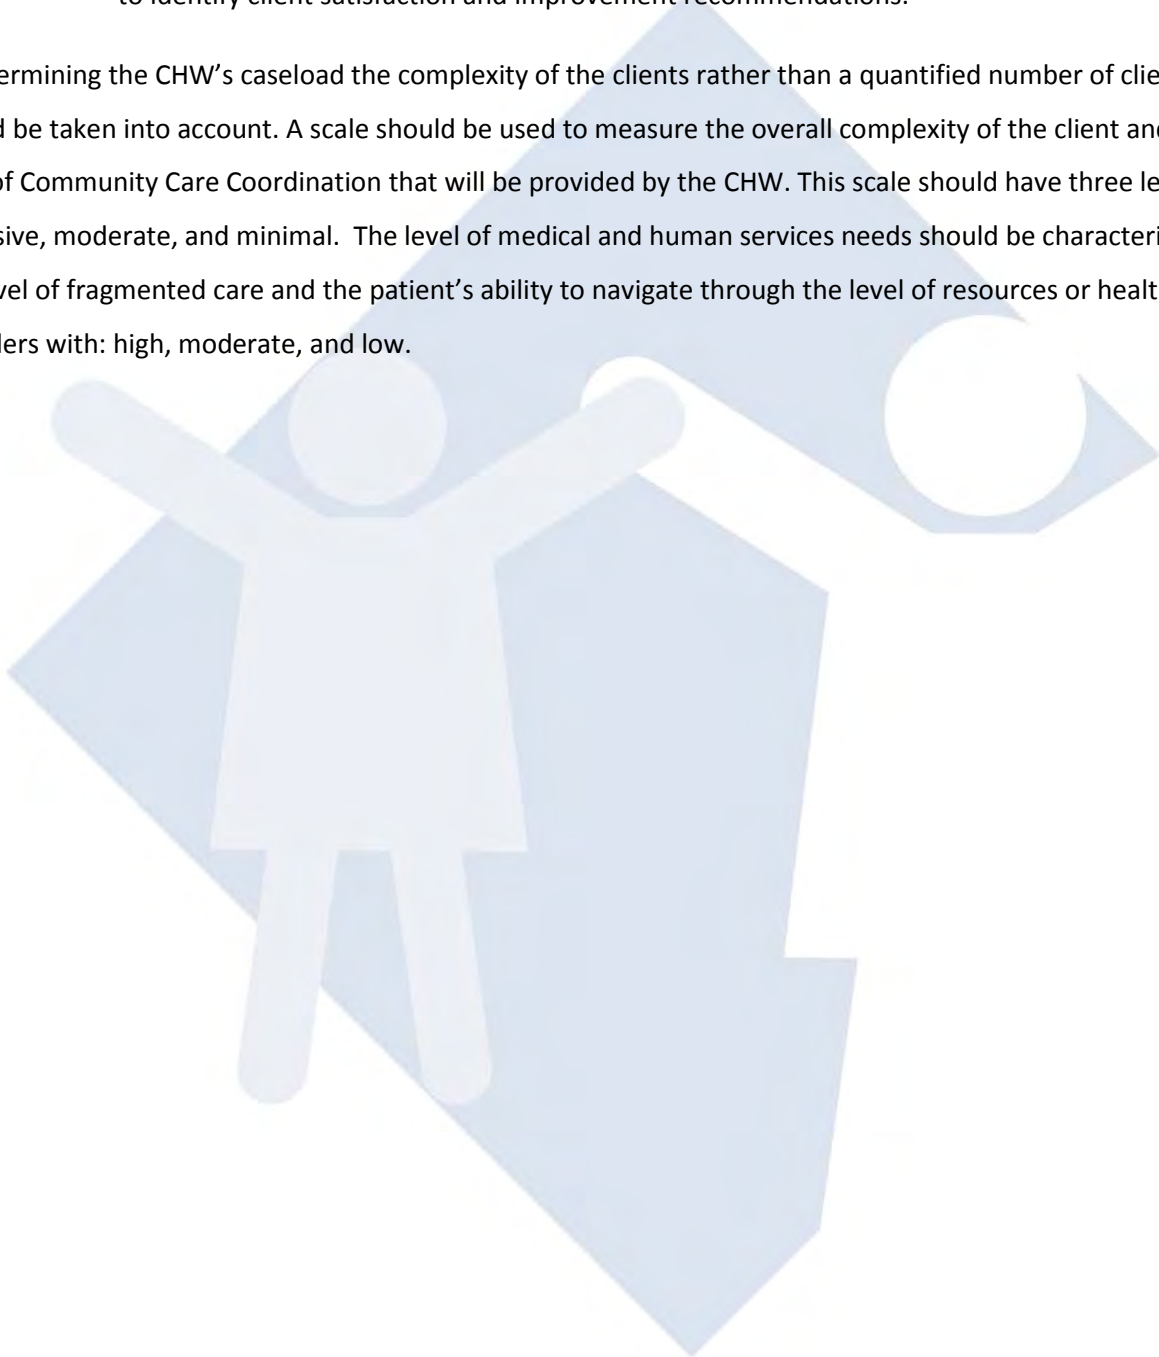 to identify client satisfaction and improvement recommendations.
ermining the CHW's caseload the complexity of the clients rather than a quantified number of clie
d be taken into account. A scale should be used to measure the overall complexity of the client and
of Community Care Coordination that will be provided by the CHW. This scale should have three le
sive, moderate, and minimal. The level of medical and human services needs should be characteri
vel of fragmented care and the patient's ability to navigate through the level of resources or healt
ders with: high, moderate, and low.